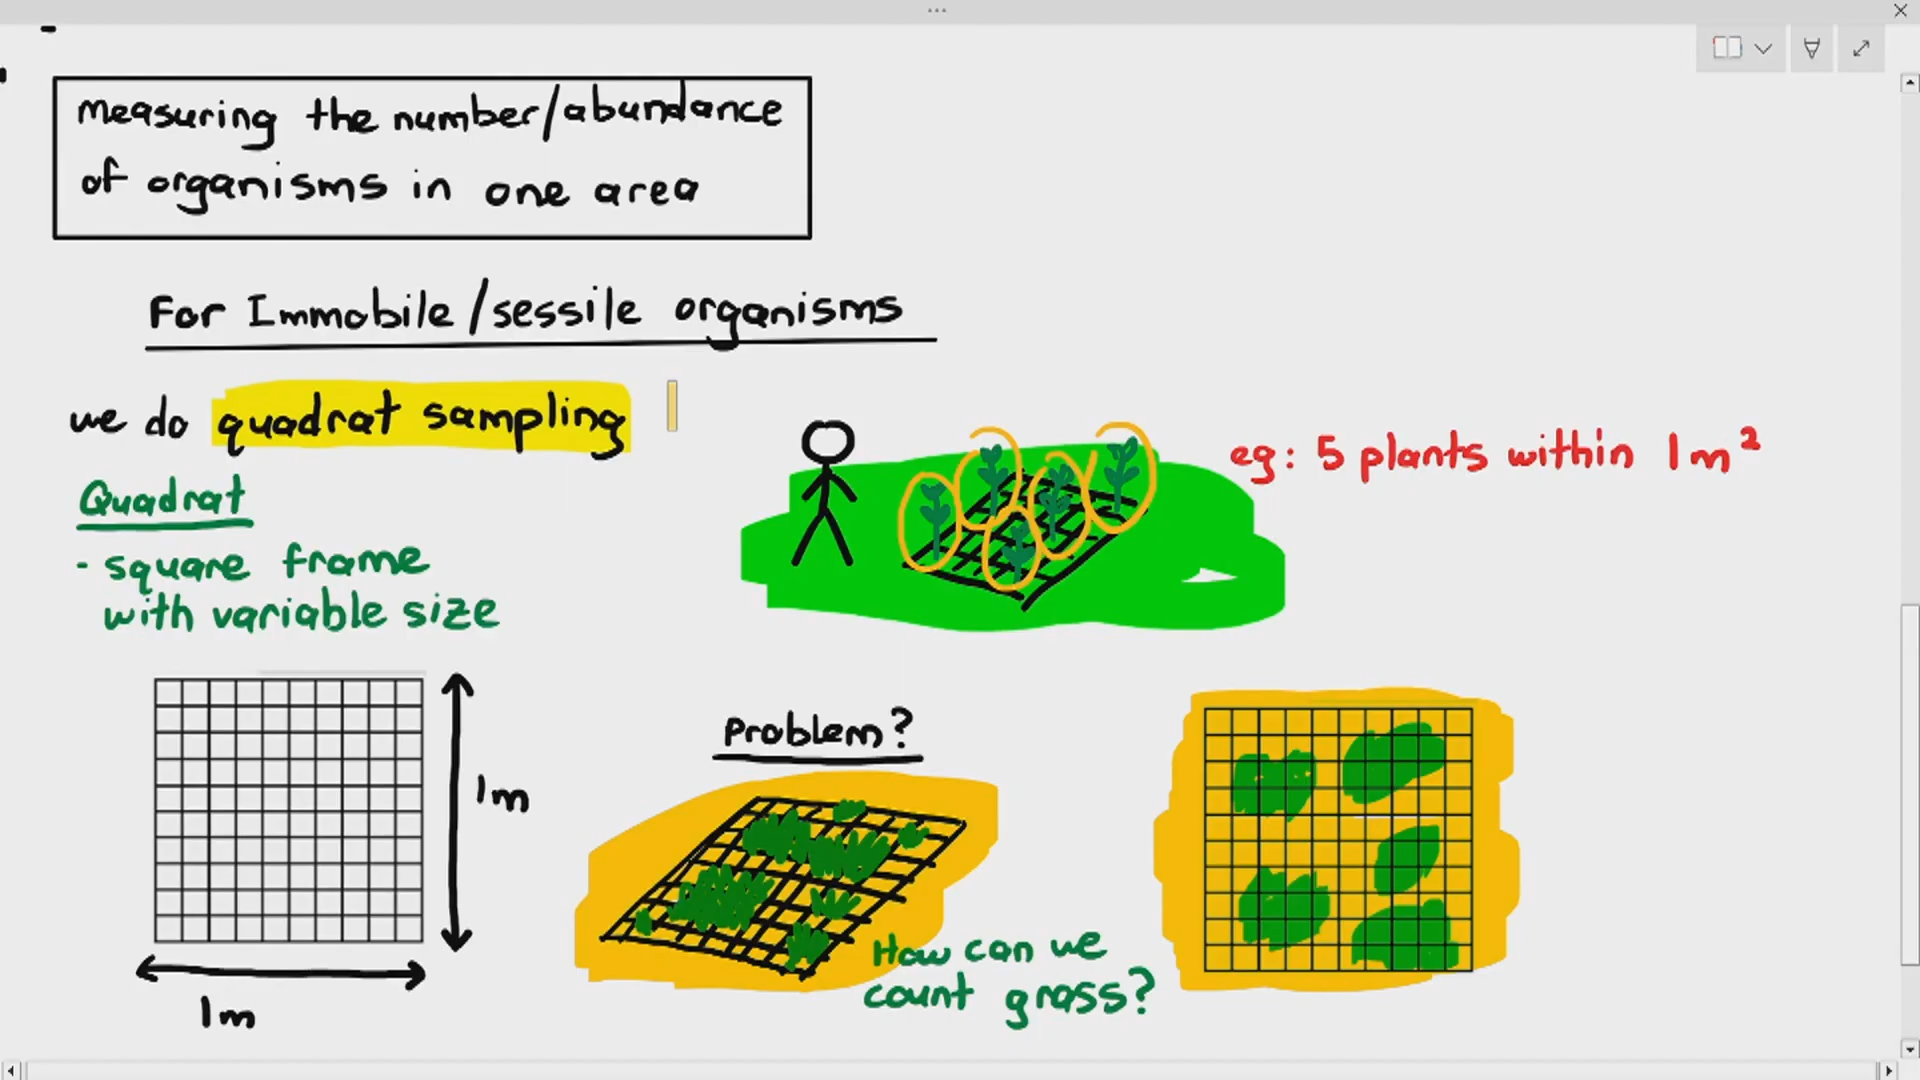 Measuring the number/abundance
of organisms in one area
For Immobile/sessile organisms
we do quadrat sampling
Quadrat
- square frame
with variable size
eg: 5 plants within 1m²
1m
1m
Problem?
How can we
count grass?